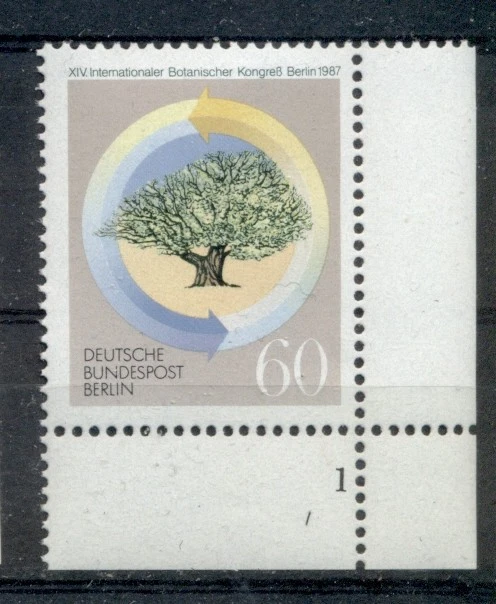 XIV. Internationaler Botanischer Kongreß Berlin 1987
DEUTSCHE
BUNDESPOST
BERLIN
60
1